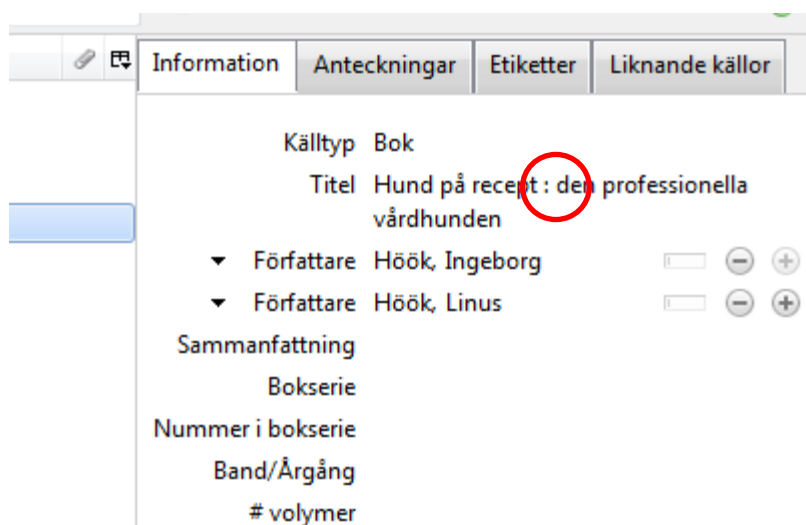 Information Anteckningar Etiketter Liknande källor
Källtyp Bok
Titel Hund på recept : den professionella
vårdhunden
Författare Höök, Ingeborg
Författare Höök, Linus
Sammanfattning
Bokserie
Nummer i bokserie
Band/Årgång
# volymer